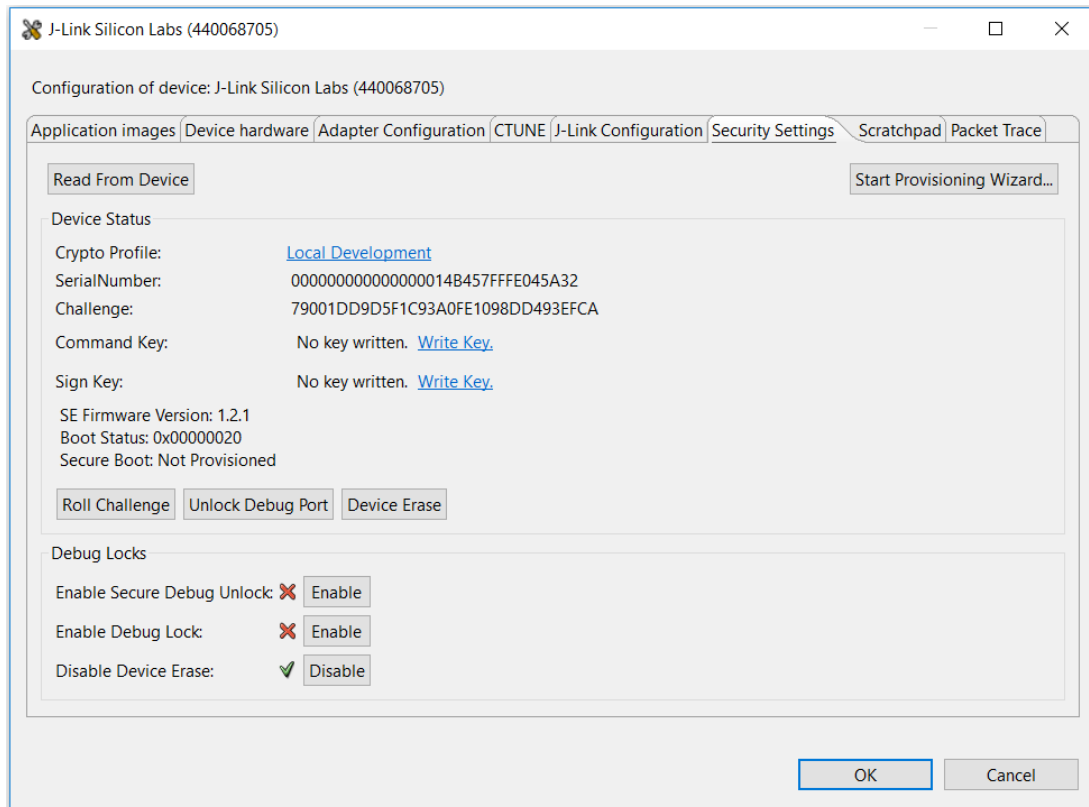 J-Link Silicon Labs (440068705)
Configuration of device: J-Link Silicon Labs (440068705)
Application images Device hardware Adapter Configuration CTUNE J-Link Configuration Security Settings Scratchpad Packet Trace
Read From Device Start Provisioning Wizard...
Device Status
Crypto Profile: Local Development
SerialNumber: 000000000000000014B457FFFE045A32
Challenge: 79001DD9D5F1C93A0FE1098DD493EFCA
Command Key: No key written. Write Key.
Sign Key: No key written. Write Key.
SE Firmware Version: 1.2.1
Boot Status: 0x00000020
Secure Boot: Not Provisioned
Roll Challenge Unlock Debug Port Device Erase
Debug Locks
Enable Secure Debug Unlock: Enable
Enable Debug Lock: Enable
Disable Device Erase: Disable
OK Cancel